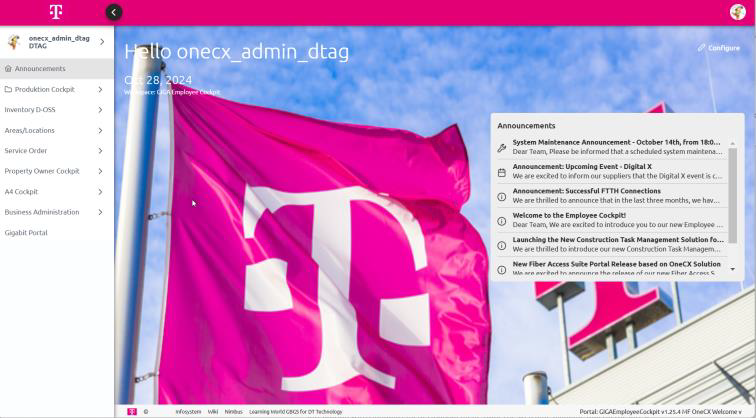 onecx_admin_dtag
DTAG
Announcements
Produktion Cockpit
Inventory D-OSS
Areas/Locations
Service Order
Property Owner Cockpit
A4 Cockpit
Business Administration
Gigabit Portal
Hello onecx_admin_dtag
Oct 28, 2024
Workspace: GIGA Employee Cockpit
Configure
Announcements
System Maintenance Announcement - October 14th, from 18:0...
Dear Team, Please be informed that a scheduled system maintena...
Announcement: Upcoming Event - Digital X
We are excited to inform our suppliers that the Digital X event is c...
Announcement: Successful FTTH Connections
We are thrilled to announce that in the last three months, we hav...
Welcome to the Employee Cockpit!
Dear Team, We are excited to introduce you to our new Employee ...
Launching the New Construction Task Management Solution fo...
We are thrilled to introduce our new Construction Task Managem...
New Fiber Access Suite Portal Release based on OneCX Solution
We are excited to announce the release of our new Fiber Access S...
T © Infosystem Wiki Nimbus Learning World GBGS for DT Technology
Portal: GIGAEmployeeCockpit v1.25.4 MF OneCX Welcome v